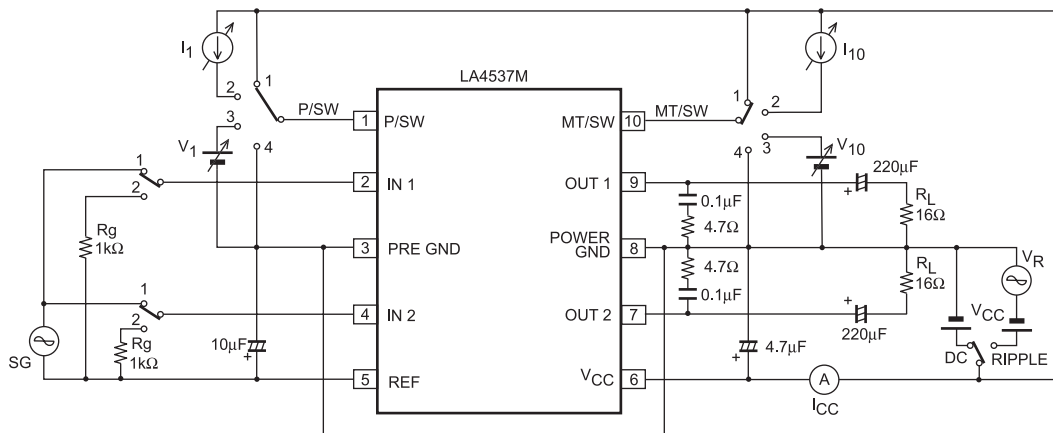 I1
I10
LA4537M
1
2
3
4
P/SW
1
P/SW
MT/SW
10
MT/SW
1
2
3
4
V1
V10
1
2
2
IN 1
OUT 1
9
220μF
+
0.1μF
4.7Ω
RL
16Ω
Rg
1kΩ
3
PRE GND
POWER
GND
8
4.7Ω
0.1μF
RL
16Ω
VR
1
2
4
IN 2
OUT 2
7
+
220μF
VCC
SG
Rg
1kΩ
10μF
+
4.7μF
+
DC
RIPPLE
5
REF
VCC
6
A
ICC